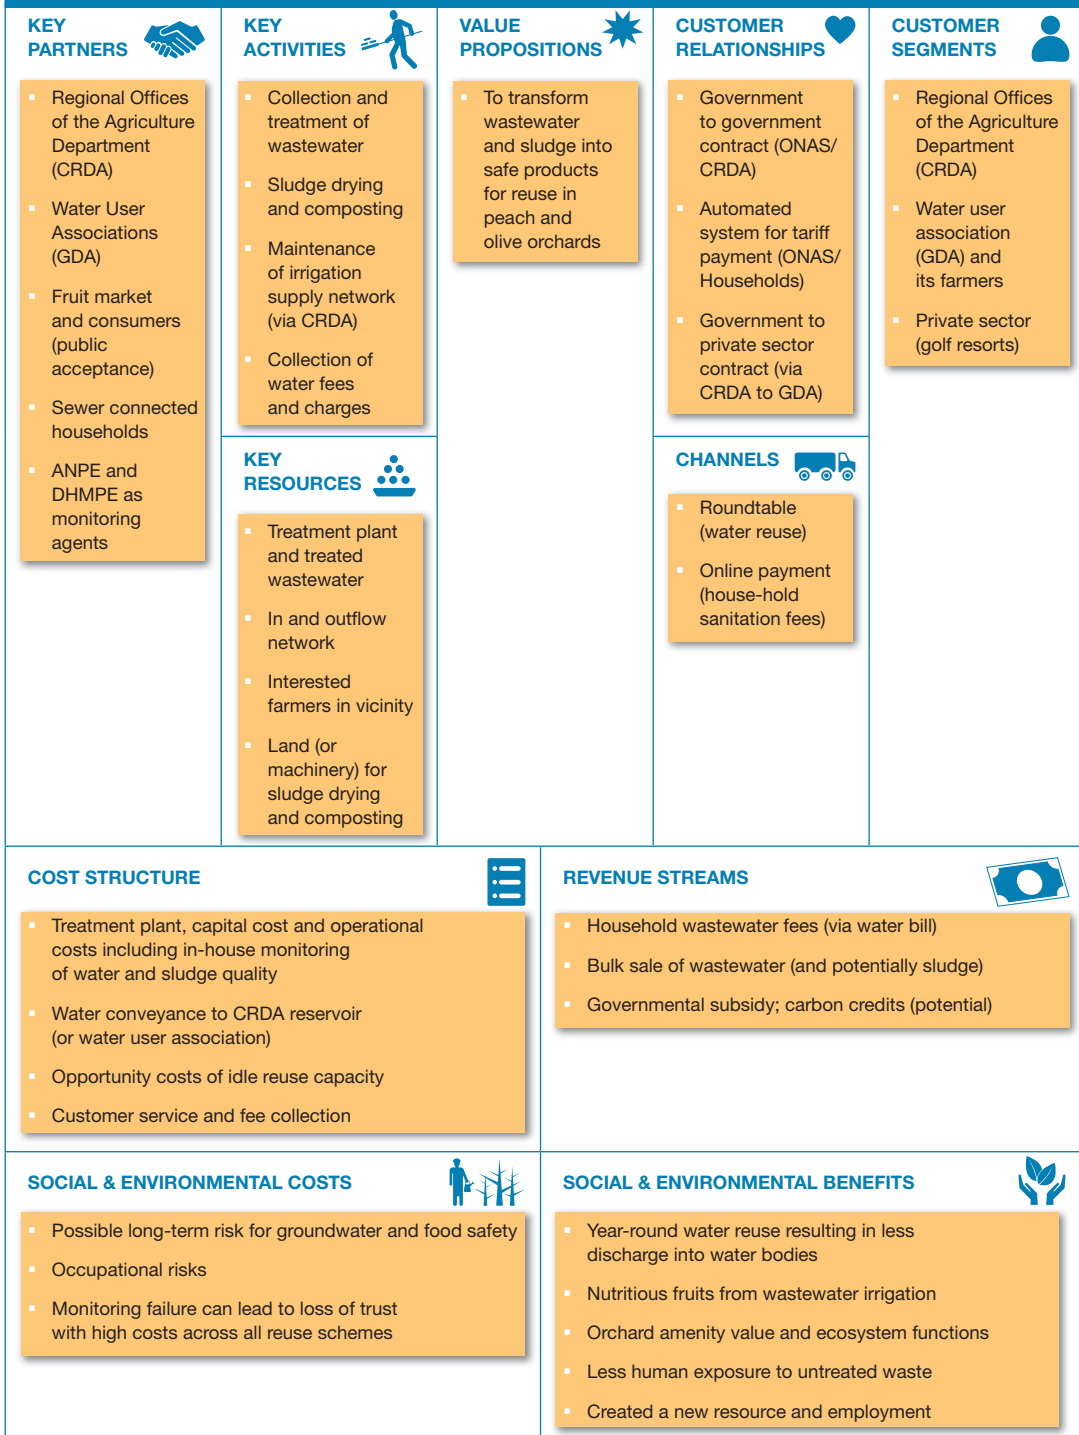 KEY
PARTNERS
Regional Offices
of the Agriculture
Department
(CRDA)
Water User
Associations
(GDA)
Fruit market
and consumers
(public
acceptance)
Sewer connected
households
ANPE and
DHMPE as
monitoring
agents
KEY
ACTIVITIES
Collection and
treatment of
wastewater
Sludge drying
and composting
Maintenance
of irrigation
supply network
(via CRDA)
Collection of
water fees
and charges
KEY
RESOURCES
Treatment plant
and treated
wastewater
In and outflow
network
Interested
farmers in vicinity
Land (or
machinery) for
sludge drying
and composting
VALUE
PROPOSITIONS
To transform
wastewater
and sludge into
safe products
for reuse in
peach and
olive orchards
CUSTOMER
RELATIONSHIPS
Government
to government
contract (ONAS/
CRDA)
Automated
system for tariff
payment (ONAS/
Households)
Government to
private sector
contract (via
CRDA to GDA)
CHANNELS
Roundtable
(water reuse)
Online payment
(house-hold
sanitation fees)
CUSTOMER
SEGMENTS
Regional Offices
of the Agriculture
Department
(CRDA)
Water user
association
(GDA) and
its farmers
Private sector
(golf resorts)
COST STRUCTURE
Treatment plant, capital cost and operational
costs including in-house monitoring
of water and sludge quality
Water conveyance to CRDA reservoir
(or water user association)
Opportunity costs of idle reuse capacity
Customer service and fee collection
REVENUE STREAMS
Household wastewater fees (via water bill)
Bulk sale of wastewater (and potentially sludge)
Governmental subsidy; carbon credits (potential)
SOCIAL & ENVIRONMENTAL COSTS
Possible long-term risk for groundwater and food safety
Occupational risks
Monitoring failure can lead to loss of trust
with high costs across all reuse schemes
SOCIAL & ENVIRONMENTAL BENEFITS
Year-round water reuse resulting in less
discharge into water bodies
Nutritious fruits from wastewater irrigation
Orchard amenity value and ecosystem functions
Less human exposure to untreated waste
Created a new resource and employment